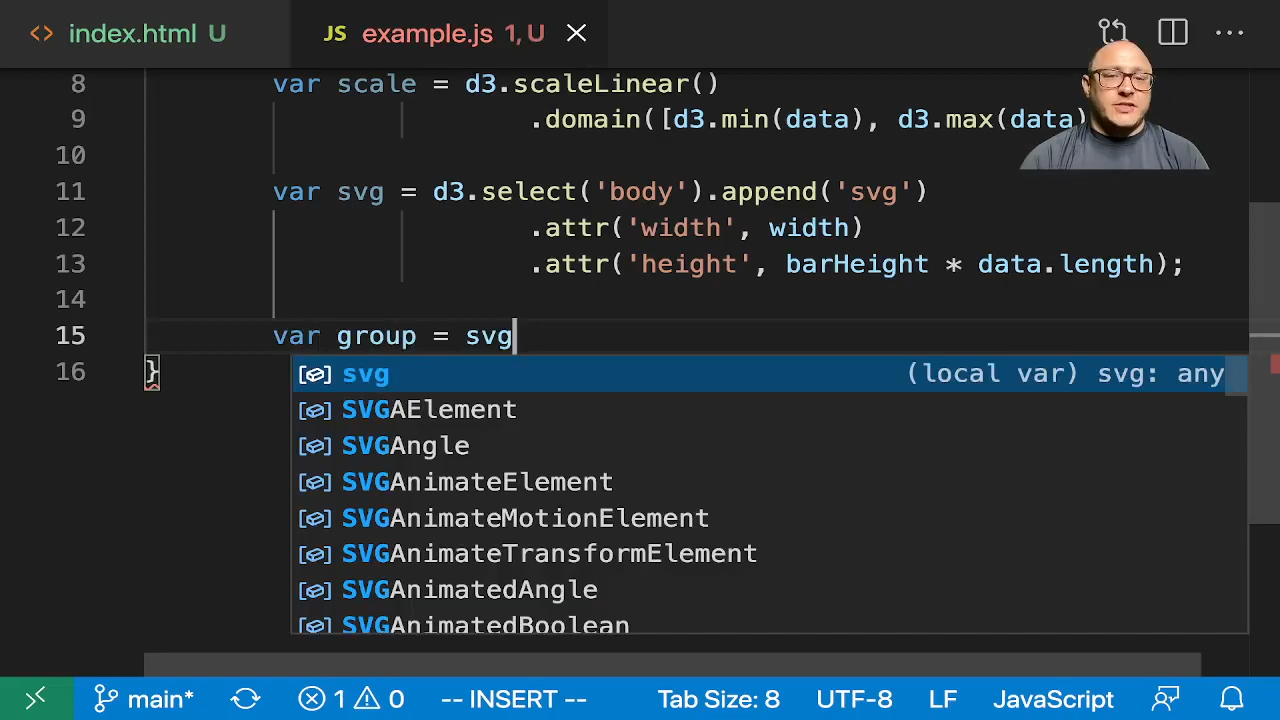 index.html U
JS example.js 1, U
8 var scale = d3.scaleLinear()
9 .domain([d3.min(data), d3.max(data)
10
11 var svg = d3.select('body').append('svg')
12 .attr('width', width)
13 .attr('height', barHeight * data.length);
14
15 var group = svg
16 }
svg (local var) svg: any
SVGAElement
SVGAngle
SVGAnimateElement
SVGAnimateMotionElement
SVGAnimateTransformElement
SVGAnimatedAngle
SVGAnimatedBoolean
main* 1 0 -- INSERT -- Tab Size: 8 UTF-8 LF JavaScript